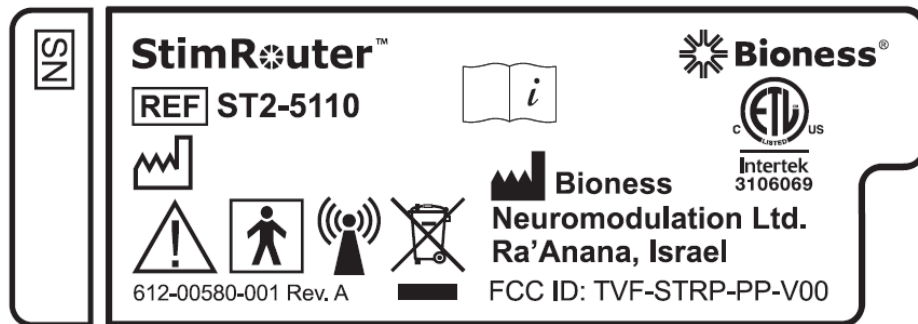 SN
StimRouter™
Bioness®
REF ST2-5110
i
C ETL US
LISTED
Intertek
3106069
Bioness
Neuromodulation Ltd.
Ra'Anana, Israel
612-00580-001 Rev. A
FCC ID: TVF-STRP-PP-V00